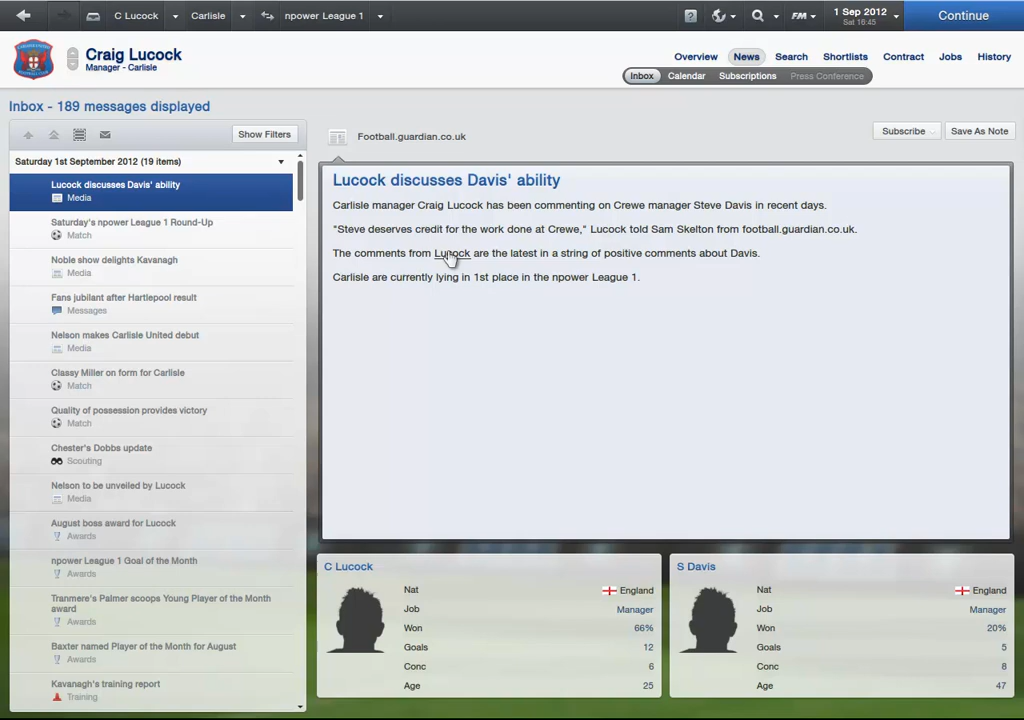 C Lucock Carlisle npower League 1 FM 1 Sep 2012 Continue
Sat 16:45
Craig Lucock
Manager - Carlisle
Overview News Search Shortlists Contract Jobs History
Inbox Calendar Subscriptions Press Conference
Inbox - 189 messages displayed
Show Filters
Saturday 1st September 2012 (19 items)
Lucock discusses Davis' ability
Media
Saturday's npower League 1 Round-Up
Match
Noble show delights Kavanagh
Media
Fans jubilant after Hartlepool result
Messages
Nelson makes Carlisle United debut
Media
Classy Miller on form for Carlisle
Match
Quality of possession provides victory
Match
Chester's Dobbs update
Scouting
Nelson to be unveiled by Lucock
Media
August boss award for Lucock
Awards
npower League 1 Goal of the Month
Awards
Tranmere's Palmer scoops Young Player of the Month
award
Awards
Baxter named Player of the Month for August
Awards
Kavanagh's training report
Training
Football.guardian.co.uk
Subscribe Save As Note
Lucock discusses Davis' ability
Carlisle manager Craig Lucock has been commenting on Crewe manager Steve Davis in recent days.
"Steve deserves credit for the work done at Crewe," Lucock told Sam Skelton from football.guardian.co.uk.
The comments from Lucock are the latest in a string of positive comments about Davis.
Carlisle are currently lying in 1st place in the npower League 1.
C Lucock
Nat England
Job Manager
Won 66%
Goals 12
Conc 6
Age 25
S Davis
Nat England
Job Manager
Won 20%
Goals 5
Conc 8
Age 47